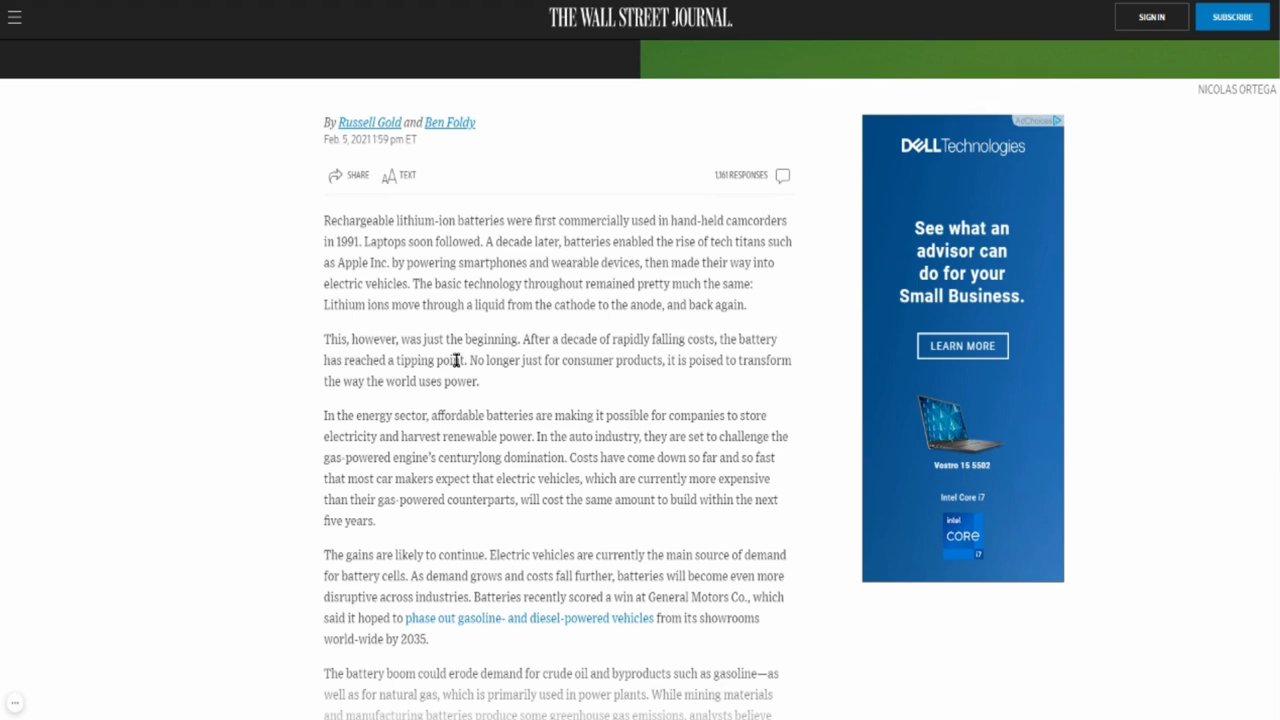 THE WALL STREET JOURNAL.
SIGN IN
SUBSCRIBE
NICOLAS ORTEGA
By Russell Gold and Ben Foldy
Feb. 5, 2021 1:59 pm ET
SHARE
TEXT
1,161 RESPONSES
Rechargeable lithium-ion batteries were first commercially used in hand-held camcorders
in 1991. Laptops soon followed. A decade later, batteries enabled the rise of tech titans such
as Apple Inc. by powering smartphones and wearable devices, then made their way into
electric vehicles. The basic technology throughout remained pretty much the same:
Lithium ions move through a liquid from the cathode to the anode, and back again.
This, however, was just the beginning. After a decade of rapidly falling costs, the battery
has reached a tipping point. No longer just for consumer products, it is poised to transform
the way the world uses power.
In the energy sector, affordable batteries are making it possible for companies to store
electricity and harvest renewable power. In the auto industry, they are set to challenge the
gas-powered engine's centurylong domination. Costs have come down so far and so fast
that most car makers expect that electric vehicles, which are currently more expensive
than their gas-powered counterparts, will cost the same amount to build within the next
five years.
The gains are likely to continue. Electric vehicles are currently the main source of demand
for battery cells. As demand grows and costs fall further, batteries will become even more
disruptive across industries. Batteries recently scored a win at General Motors Co., which
said it hoped to phase out gasoline- and diesel-powered vehicles from its showrooms
world-wide by 2035.
The battery boom could erode demand for crude oil and byproducts such as gasoline—as
well as for natural gas, which is primarily used in power plants. While mining materials
and manufacturing batteries produce some greenhouse gas emissions, analysts believe
AdChoices
DELL Technologies
See what an
advisor can
do for your
Small Business.
LEARN MORE
Vostro 15 5502
Intel Core i7
intel
CORE
i7